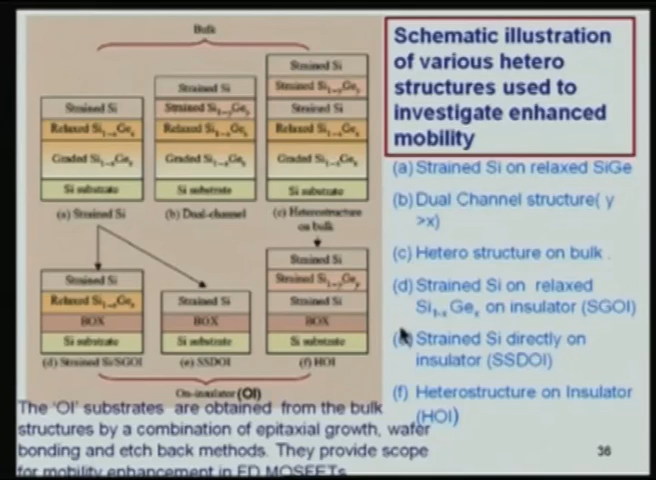 Bulk
Strained Si
Relaxed Si1-xGex
Graded Si1-xGex
Si substrate
(a) Strained Si
Strained Si
Strained Si1-yGey
Relaxed Si1-xGex
Graded Si1-xGex
Si substrate
(b) Dual-channel
Strained Si
Strained Si1-yGey
Strained Si
Relaxed Si1-xGex
Graded Si1-xGex
Si substrate
(c) Heterostructure
on bulk
Strained Si
Relaxed Si1-xGex
BOX
Si substrate
(d) Strained Si/SGOI
Strained Si
BOX
Si substrate
(e) SSDOI
Strained Si
Strained Si1-yGey
Strained Si
BOX
Si substrate
(f) HOI
On-insulator (OI)
The 'OI' substrates are obtained from the bulk
structures by a combination of epitaxial growth, wafer
bonding and etch back methods. They provide scope
for mobility enhancement in FD MOSFETs
Schematic illustration
of various hetero
structures used to
investigate enhanced
mobility
(a) Strained Si on relaxed SiGe
(b) Dual Channel structure( y
>x)
(c) Hetero structure on bulk .
(d) Strained Si on relaxed
Si1-x Gex on insulator (SGOI)
Strained Si directly on
insulator (SSDOI)
(f) Heterostructure on Insulator
(HOI)
36